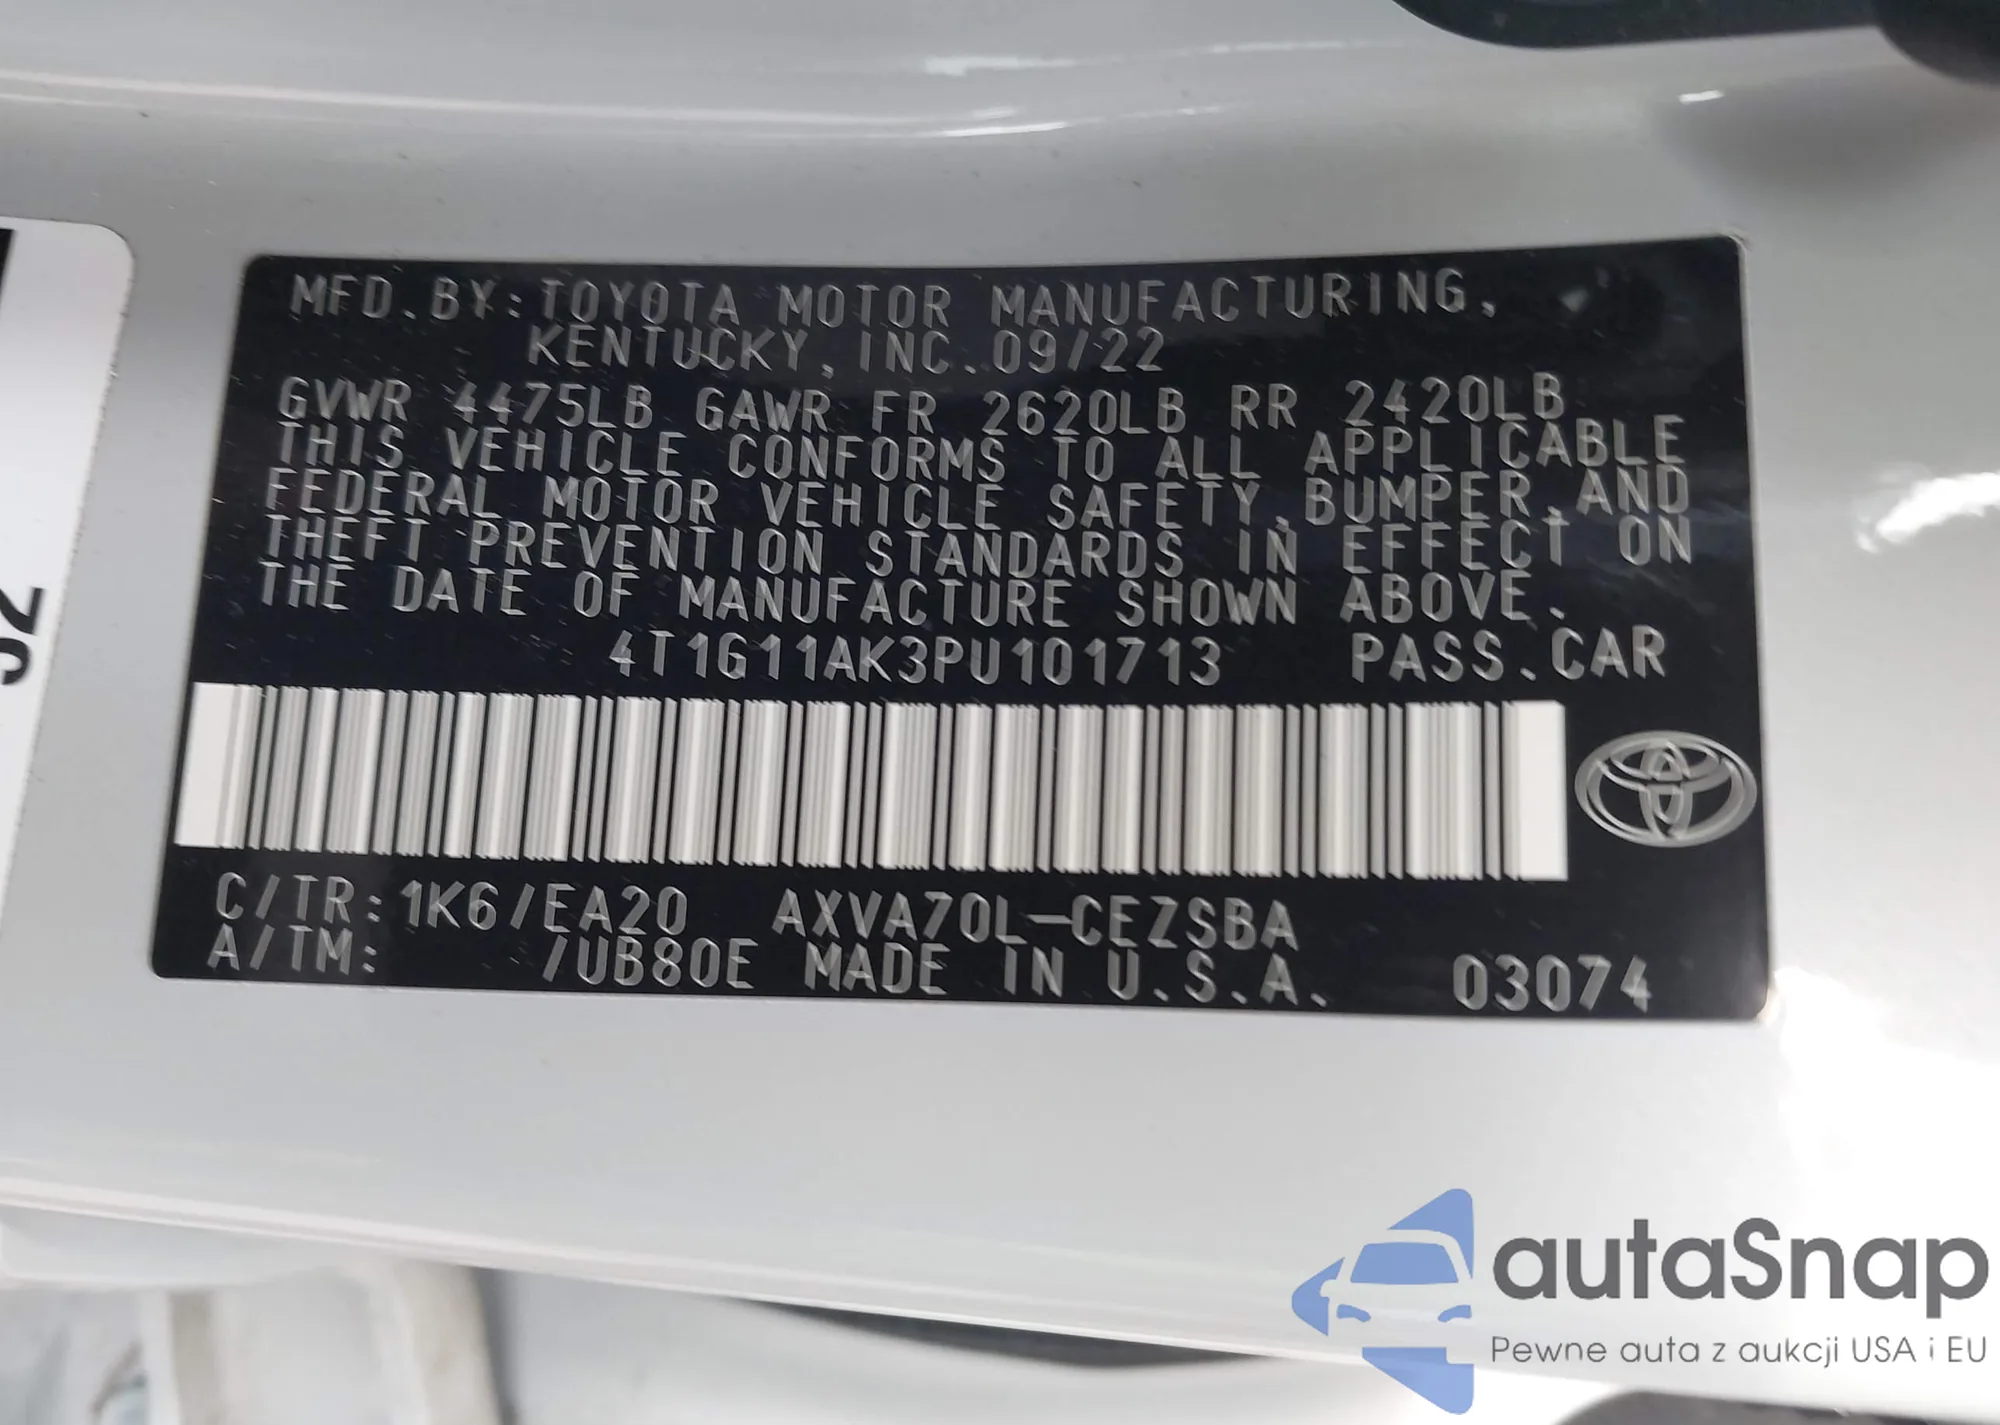 MFD.BY:TOYOTA MOTOR MANUFACTURING,
KENTUCKY,INC.09/22
GVWR 4475LB GAWR FR 2620LB RR 2420LB
THIS VEHICLE CONFORMS TO ALL APPLICABLE
FEDERAL MOTOR VEHICLE SAFETY,BUMPER,AND
THEFT PREVENTION STANDARDS IN EFFECT ON
THE DATE OF MANUFACTURE SHOWN ABOVE.
4T1G11AK3PU101713 PASS.CAR
C/TR:1K6/EA20 AXVA70L-CEZSBA
A/TM: /UB80E MADE IN U.S.A. 03074
autaSnap
Pewne auta z aukcji USA i EU